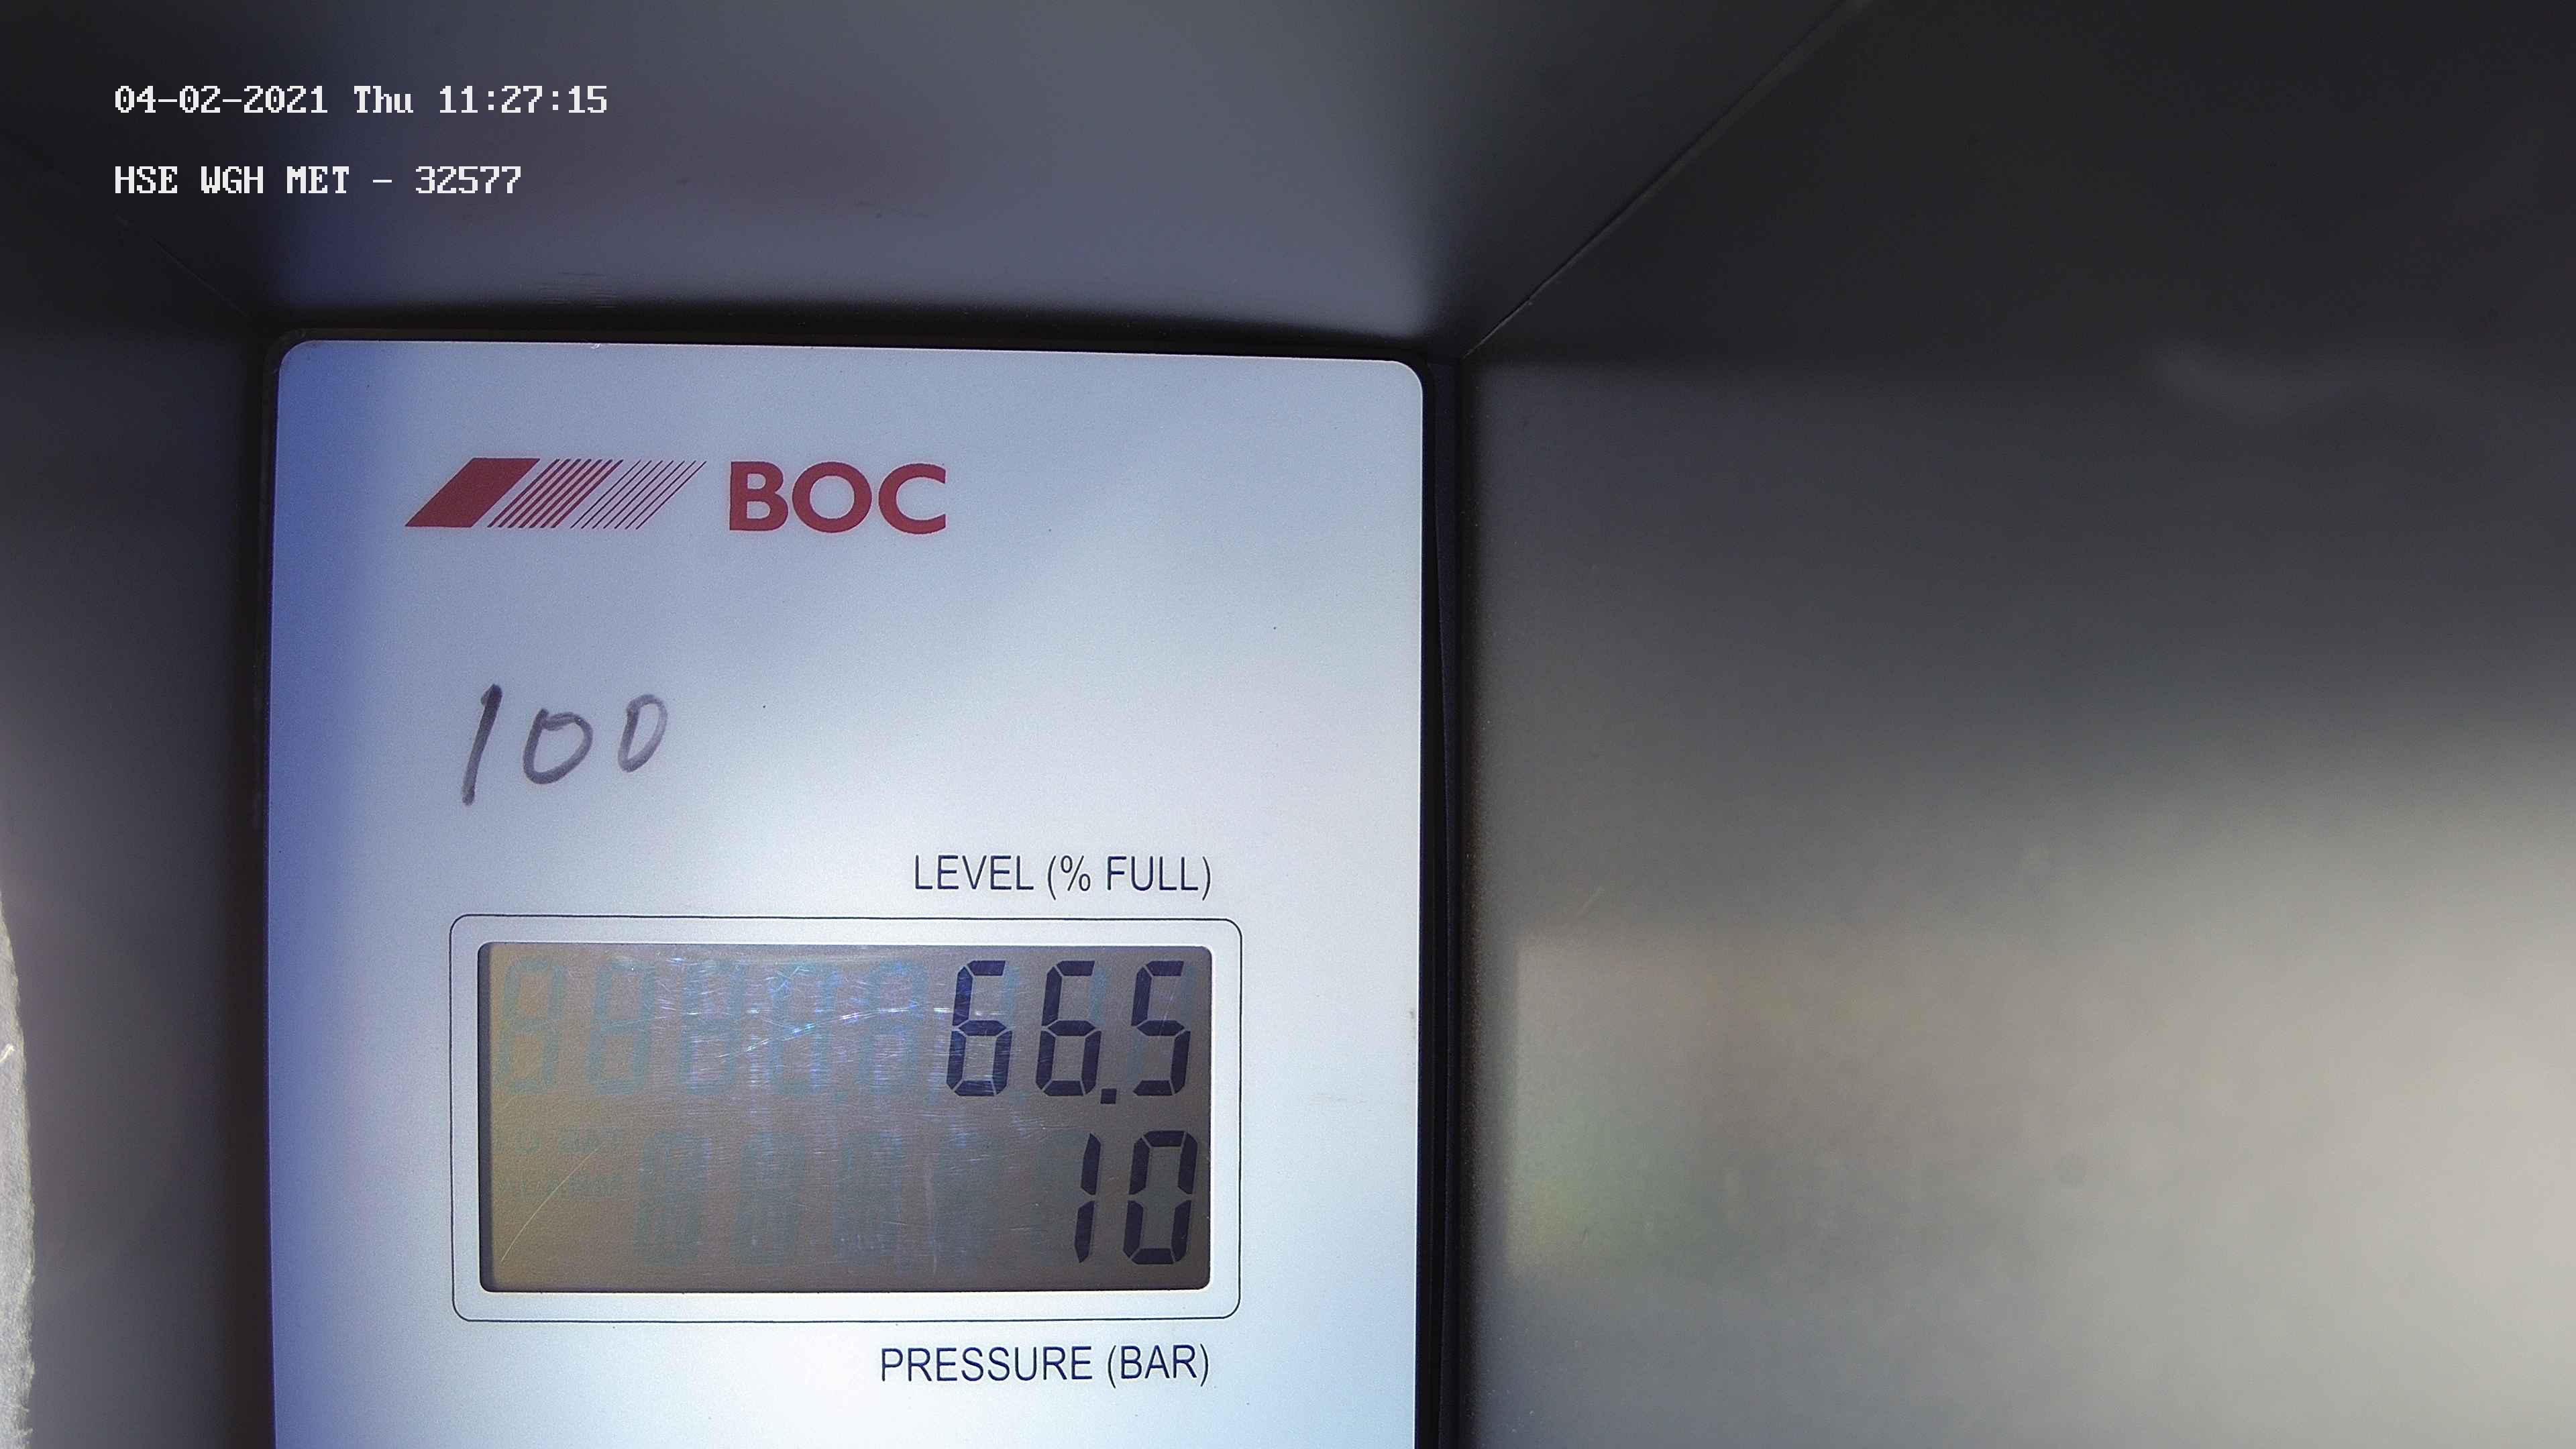 04-02-2021 Thu 11:27:15
HSE WGH MET - 32577
BOC
100
LEVEL (% FULL)
66.5
10
PRESSURE (BAR)